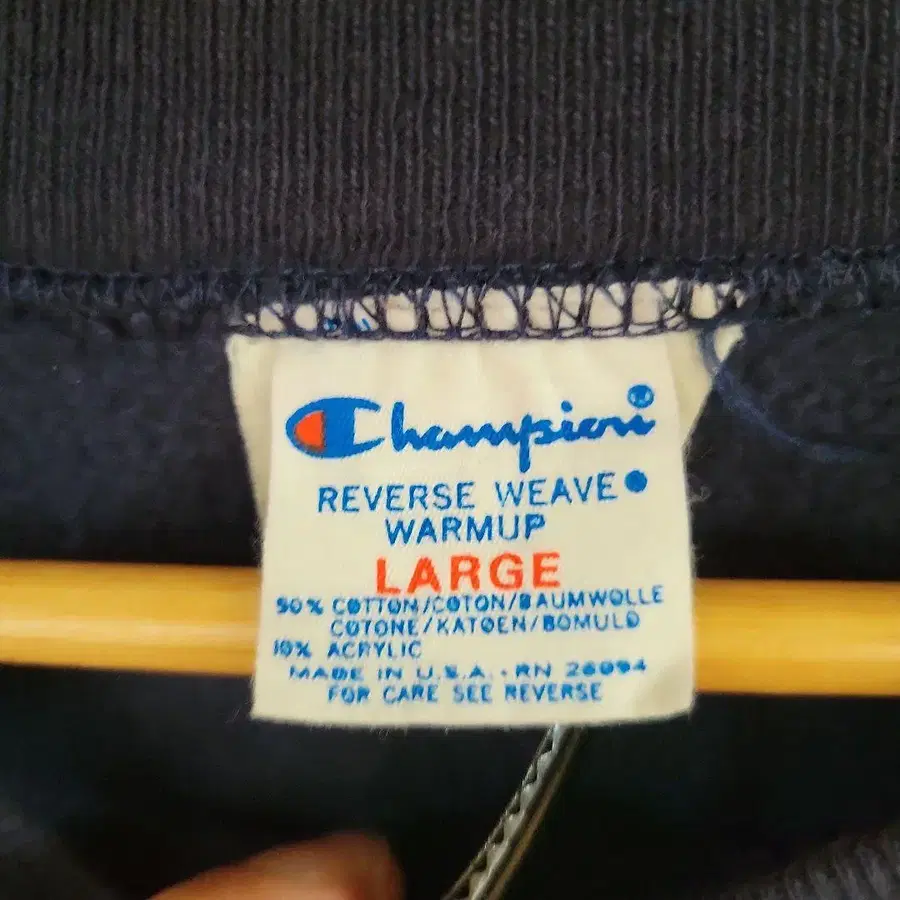 Champion®
REVERSE WEAVE
WARMUP
LARGE
90% COTTON/COTON/BAUMWOLLE
COTONE/KATOEN/BOMULD
10% ACRYLIC
MADE IN U.S.A. · RN 26094
FOR CARE SEE REVERSE